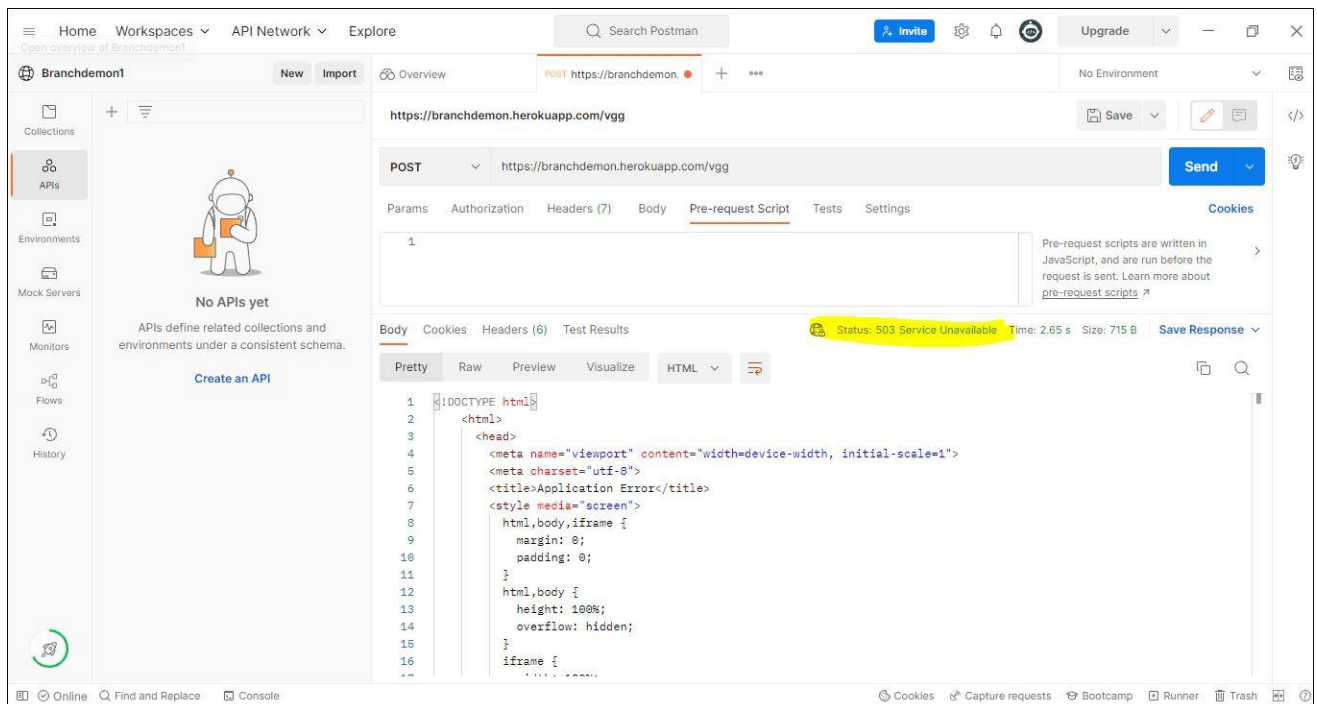 Home Workspaces API Network Explore Search Postman Invite Upgrade
Open overview of Branchdemon1
Branchdemon1 New Import Overview POST https://branchdemon. No Environment
Collections
APIs
Environments
Mock Servers
Monitors
Flows
History
No APIs yet
APIs define related collections and
environments under a consistent schema.
Create an API
https://branchdemon.herokuapp.com/vgg Save
POST https://branchdemon.herokuapp.com/vgg Send
Params Authorization Headers (7) Body Pre-request Script Tests Settings Cookies
1
Pre-request scripts are written in
JavaScript, and are run before the
request is sent. Learn more about
pre-request scripts
Body Cookies Headers (6) Test Results Status: 503 Service Unavailable Time: 2.65 s Size: 715 B Save Response
Pretty Raw Preview Visualize HTML
1 <!DOCTYPE html>
2 <html>
3 <head>
4 <meta name="viewport" content="width=device-width, initial-scale=1">
5 <meta charset="utf-8">
6 <title>Application Error</title>
7 <style media="screen">
8 html,body,iframe {
9 margin: 0;
10 padding: 0;
11 }
12 html,body {
13 height: 100%;
14 overflow: hidden;
15 }
16 iframe {
Online Find and Replace Console Cookies Capture requests Bootcamp Runner Trash